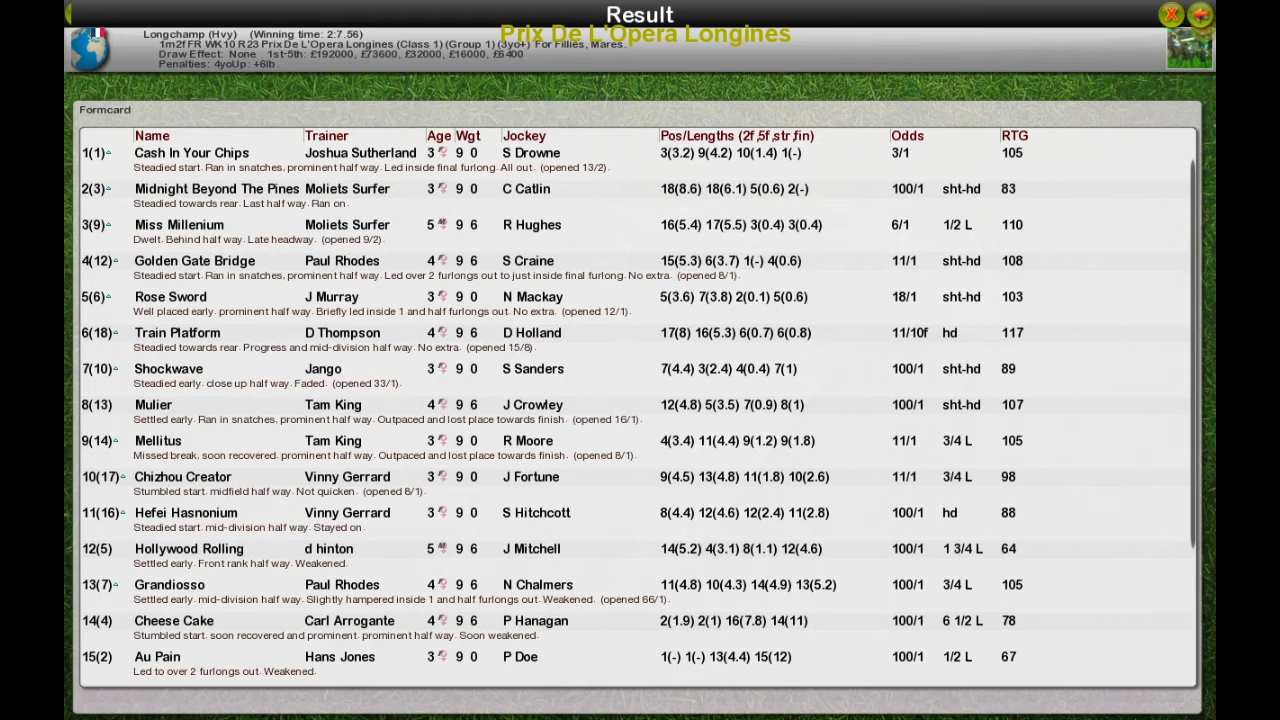 Result
Prix De L'Opera Longines
Longchamp (Hvy) (Winning time: 2:7.56)
1m2f FR WK10 R23 Prix De L'Opera Longines (Class 1) (Group 1) (3yo+) For Fillies, Mares.
Draw Effect: None 1st-5th: £192000, £73600, £32000, £16000, £6400
Penalties: 4yoUp: +6lb
Formcard
Name Trainer Age Wgt Jockey Pos/Lengths (2f,5f,str,fin) Odds RTG
1(1) Cash In Your Chips Joshua Sutherland 3 9 0 S Drowne 3(3.2) 9(4.2) 10(1.4) 1(-) 3/1 105
Steadied start. Ran in snatches, prominent half way. Led inside final furlong. All out. (opened 13/2).
2(3) Midnight Beyond The Pines Moliets Surfer 3 9 0 C Catlin 18(8.6) 18(6.1) 5(0.6) 2(-) 100/1 sht-hd 83
Steadied towards rear. Last half way. Ran on.
3(9) Miss Millenium Moliets Surfer 5 9 6 R Hughes 16(5.4) 17(5.5) 3(0.4) 3(0.4) 6/1 1/2 L 110
Dwelt. Behind half way. Late headway. (opened 9/2).
4(12) Golden Gate Bridge Paul Rhodes 4 9 6 S Craine 15(5.3) 6(3.7) 1(-) 4(0.6) 11/1 sht-hd 108
Steadied start. Ran in snatches, prominent half way. Led over 2 furlongs out to just inside final furlong. No extra. (opened 8/1).
5(6) Rose Sword J Murray 3 9 0 N Mackay 5(3.6) 7(3.8) 2(0.1) 5(0.6) 18/1 sht-hd 103
Well placed early. prominent half way. Briefly led inside 1 and half furlongs out. No extra. (opened 12/1).
6(18) Train Platform D Thompson 4 9 6 D Holland 17(8) 16(5.3) 6(0.7) 6(0.8) 11/10f hd 117
Steadied towards rear. Progress and mid-division half way. No extra. (opened 15/8).
7(10) Shockwave Jango 3 9 0 S Sanders 7(4.4) 3(2.4) 4(0.4) 7(1) 100/1 sht-hd 89
Steadied early. close up half way. Faded. (opened 33/1).
8(13) Mulier Tam King 4 9 6 J Crowley 12(4.8) 5(3.5) 7(0.9) 8(1) 100/1 sht-hd 107
Settled early. Ran in snatches, prominent half way. Outpaced and lost place towards finish. (opened 16/1).
9(14) Mellitus Tam King 3 9 0 R Moore 4(3.4) 11(4.4) 9(1.2) 9(1.8) 11/1 3/4 L 105
Missed break, soon recovered. prominent half way. Outpaced and lost place towards finish. (opened 8/1).
10(17) Chizhou Creator Vinny Gerrard 3 9 0 J Fortune 9(4.5) 13(4.8) 11(1.8) 10(2.6) 11/1 3/4 L 98
Stumbled start. midfield half way. Not quicken. (opened 8/1).
11(16) Hefei Hasnonium Vinny Gerrard 3 9 0 S Hitchcott 8(4.4) 12(4.6) 12(2.4) 11(2.8) 100/1 hd 88
Steadied start. mid-division half way. Stayed on.
12(5) Hollywood Rolling d hinton 5 9 6 J Mitchell 14(5.2) 4(3.1) 8(1.1) 12(4.6) 100/1 1 3/4 L 64
Settled early. Front rank half way. Weakened.
13(7) Grandiosso Paul Rhodes 4 9 6 N Chalmers 11(4.8) 10(4.3) 14(4.9) 13(5.2) 100/1 3/4 L 105
Settled early. mid-division half way. Slightly hampered inside 1 and half furlongs out. Weakened. (opened 66/1).
14(4) Cheese Cake Carl Arrogante 4 9 6 P Hanagan 2(1.9) 2(1) 16(7.8) 14(11) 100/1 6 1/2 L 78
Stumbled start. soon recovered and prominent. prominent half way. Soon weakened.
15(2) Au Pain Hans Jones 3 9 0 P Doe 1(-) 1(-) 13(4.4) 15(12) 100/1 1/2 L 67
Led to over 2 furlongs out. Weakened.